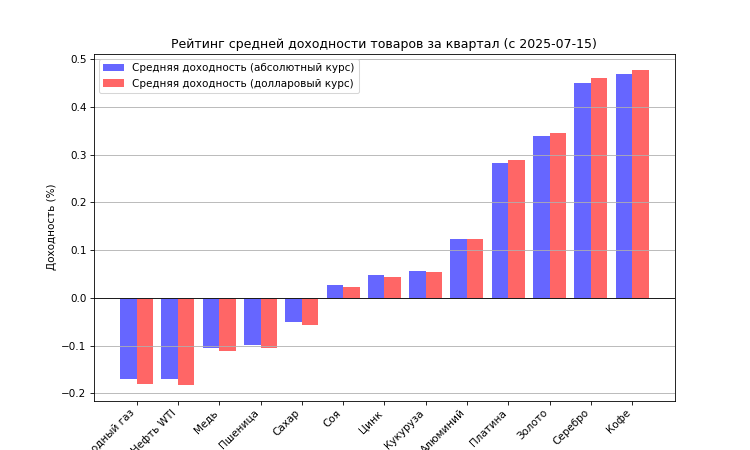 Рейтинг средней доходности товаров за квартал (с 2025-07-15)
Средняя доходность (абсолютный курс)
Средняя доходность (долларовый курс)
Доходность (%)
0.5
0.4
0.3
0.2
0.1
0.0
−0.1
−0.2
газ
Нефть WTI
Медь
Пшеница
Сахар
Соя
Цинк
Кукуруза
Алюминий
Платина
Золото
Серебро
Кофе